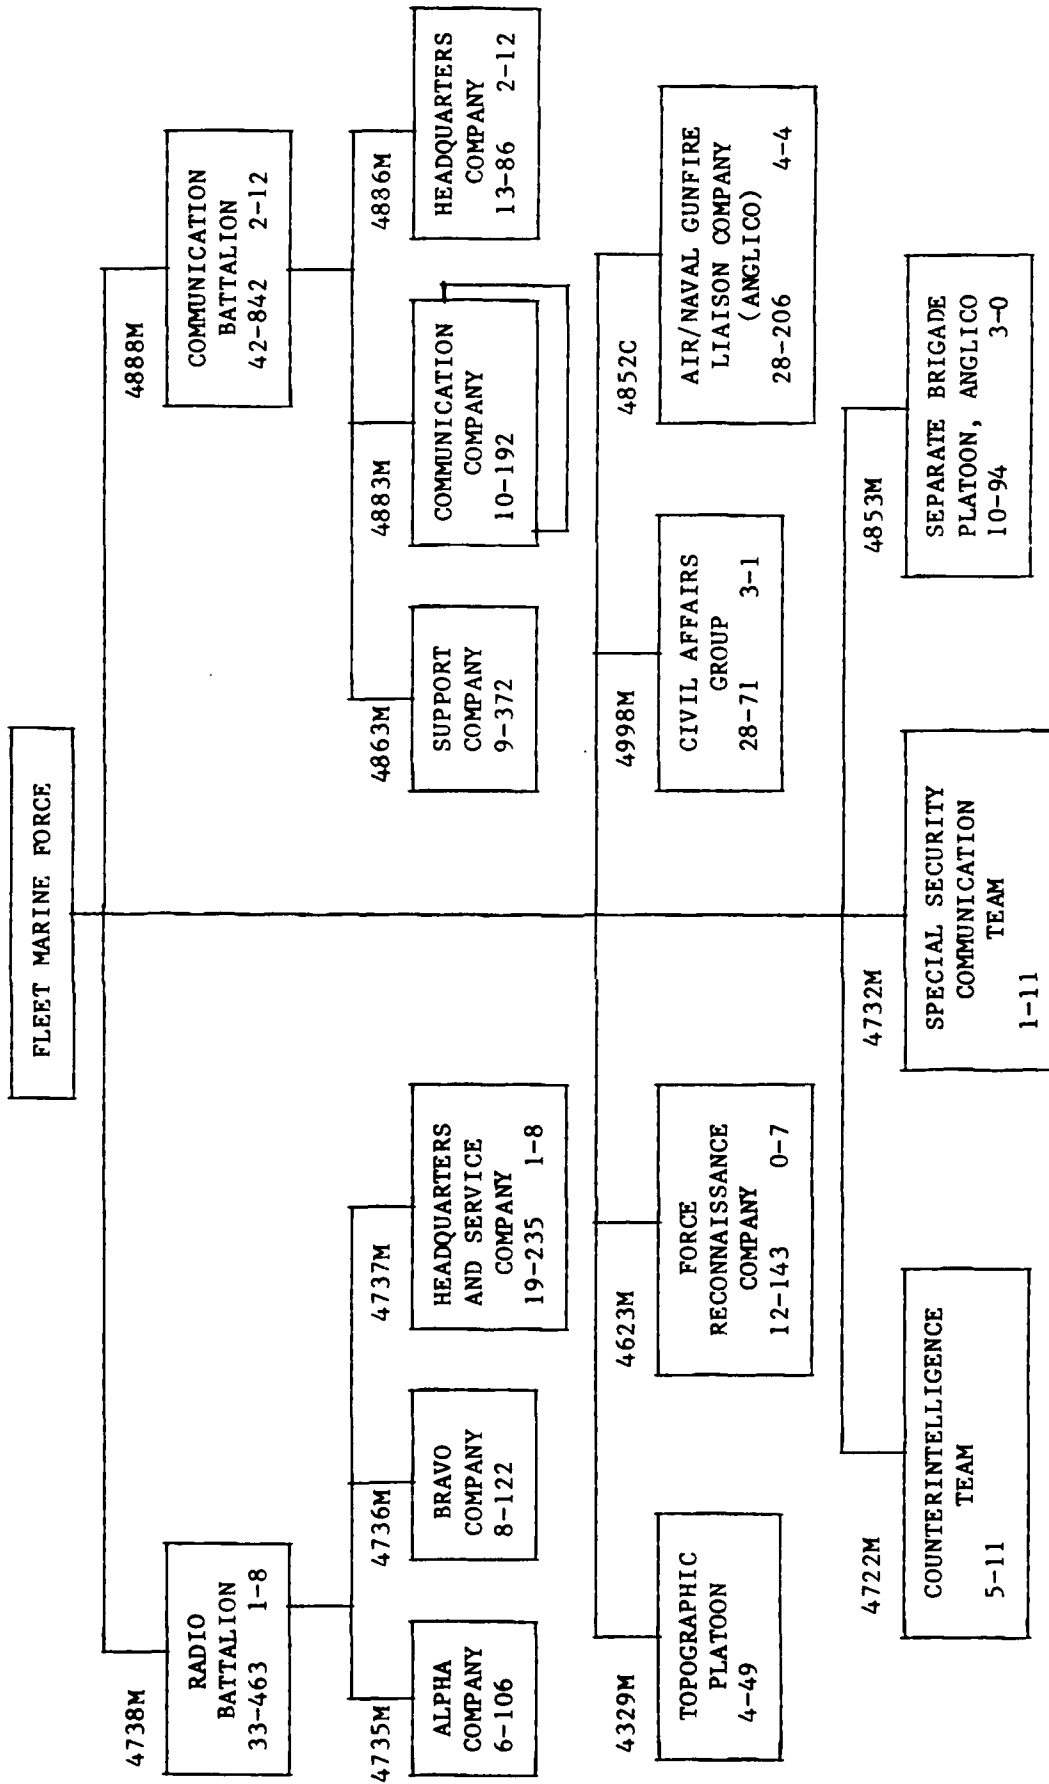 FLEET MARINE FORCE
4738M
RADIO
BATTALION
33-463 1-8
4888M
COMMUNICATION
BATTALION
42-842 2-12
4735M
ALPHA
COMPANY
6-106
4736M
BRAVO
COMPANY
8-122
4737M
HEADQUARTERS
AND SERVICE
COMPANY
19-235 1-8
4863M
SUPPORT
COMPANY
9-372
4883M
COMMUNICATION
COMPANY
10-192
4886M
HEADQUARTERS
COMPANY
13-86 2-12
4329M
TOPOGRAPHIC
PLATOON
4-49
4623M
FORCE
RECONNAISSANCE
COMPANY
12-143 0-7
4998M
CIVIL AFFAIRS
GROUP
28-71 3-1
4852C
AIR/NAVAL GUNFIRE
LIAISON COMPANY
(ANGLICO)
28-206 4-4
4722M
COUNTERINTELLIGENCE
TEAM
5-11
4732M
SPECIAL SECURITY
COMMUNICATION
TEAM
1-11
4853M
SEPARATE BRIGADE
PLATOON, ANGLICO
10-94 3-0